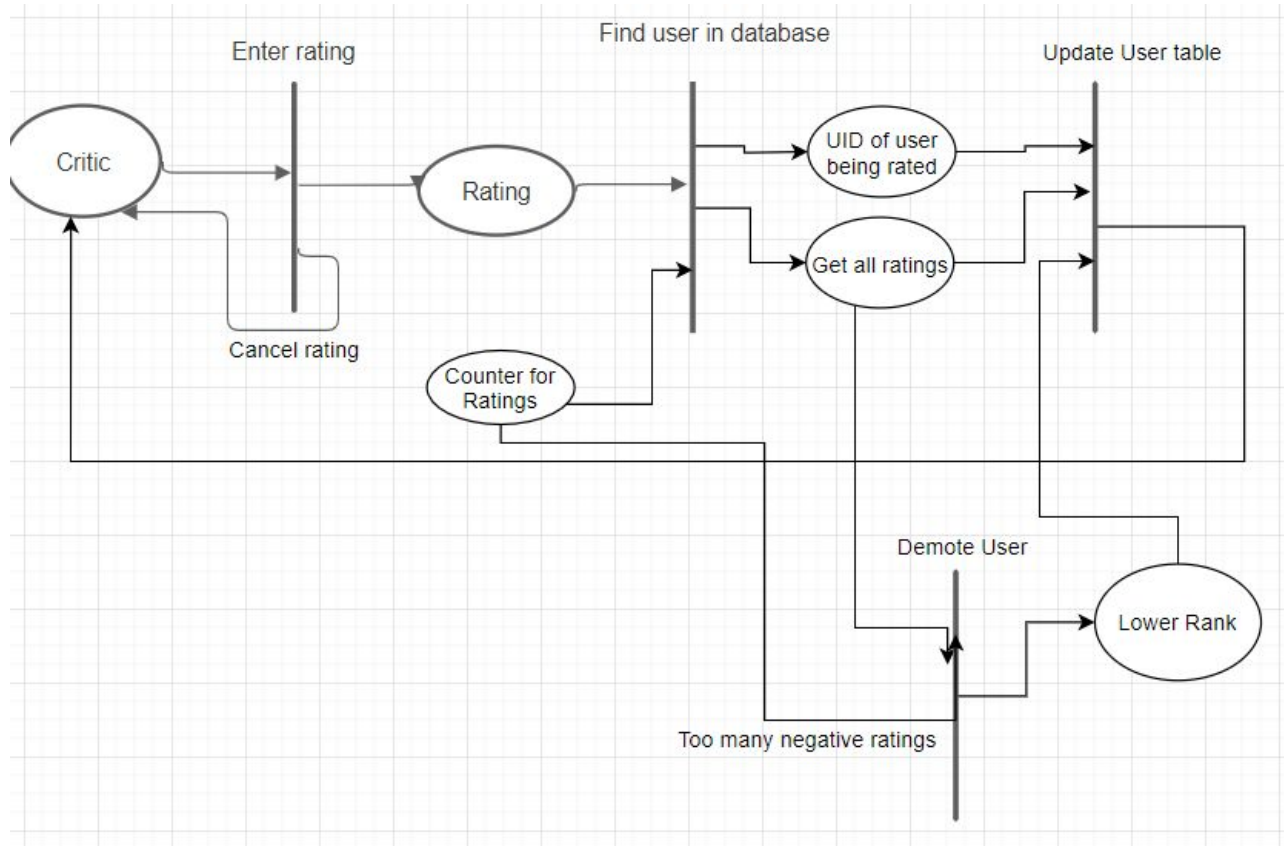 Find user in database
Enter rating
Update User table
Critic
UID of user
being rated
Rating
Get all ratings
Cancel rating
Counter for
Ratings
Demote User
Lower Rank
Too many negative ratings